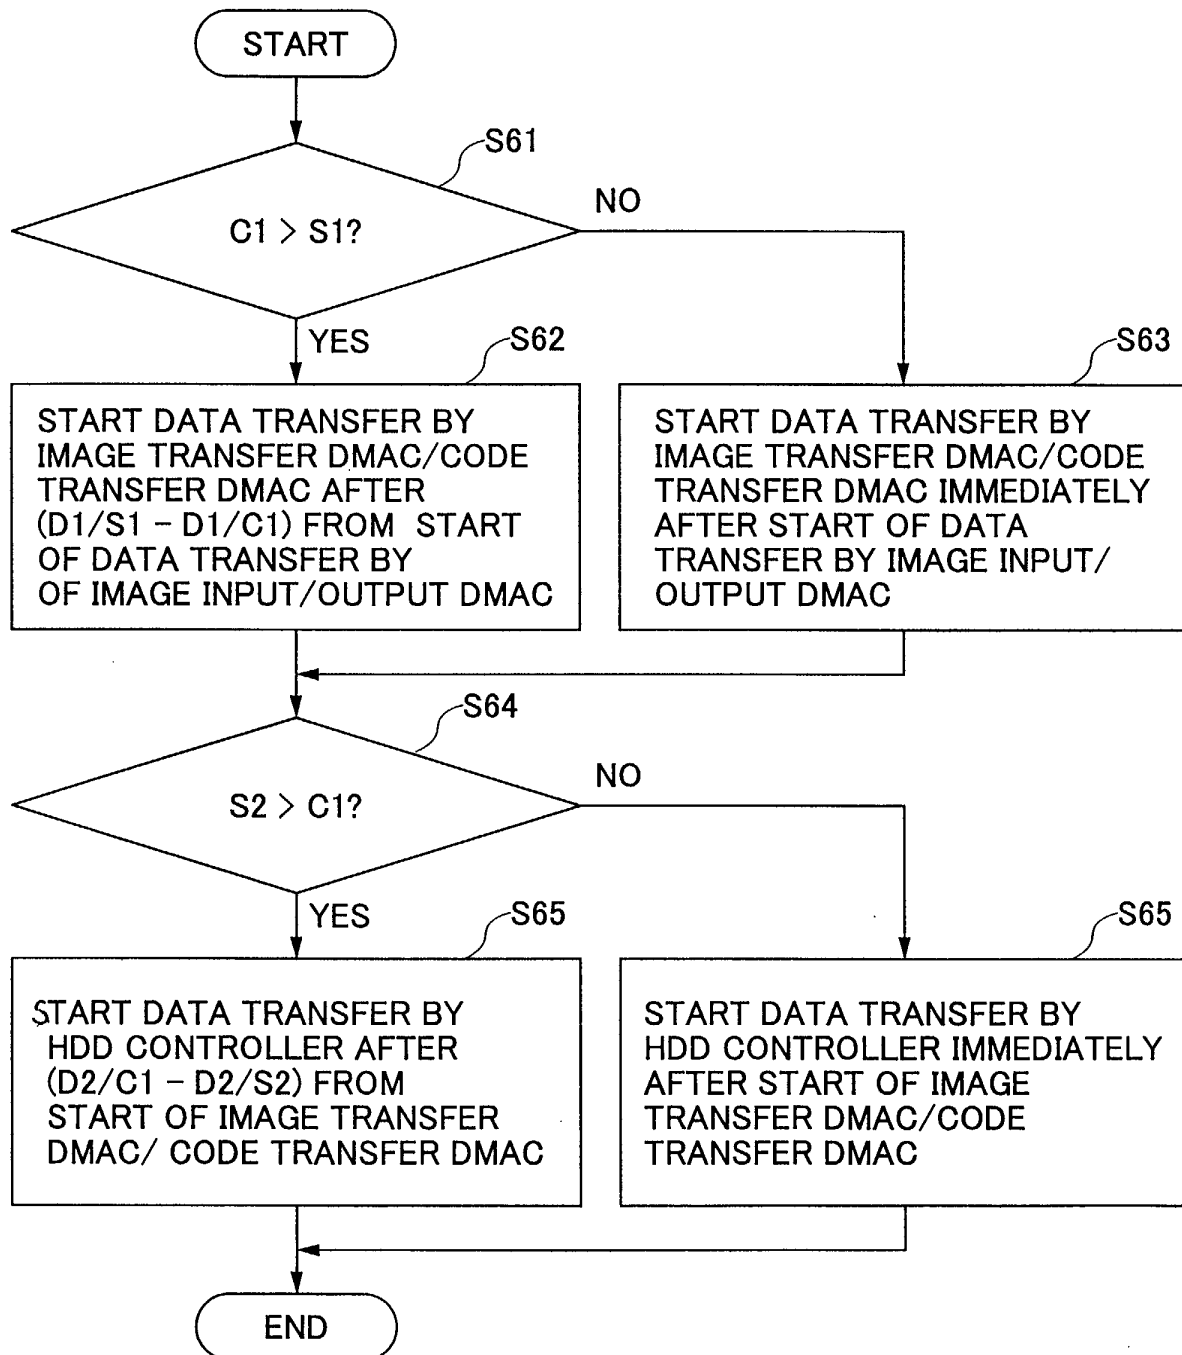 START
S61
C1 > S1?
NO
YES
S62
START DATA TRANSFER BY
IMAGE TRANSFER DMAC/CODE
TRANSFER DMAC AFTER
(D1/S1 - D1/C1) FROM START
OF DATA TRANSFER BY
OF IMAGE INPUT/OUTPUT DMAC
S63
START DATA TRANSFER BY
IMAGE TRANSFER DMAC/CODE
TRANSFER DMAC IMMEDIATELY
AFTER START OF DATA
TRANSFER BY IMAGE INPUT/
OUTPUT DMAC
S64
S2 > C1?
NO
YES
S65
START DATA TRANSFER BY
HDD CONTROLLER AFTER
(D2/C1 - D2/S2) FROM
START OF IMAGE TRANSFER
DMAC/ CODE TRANSFER DMAC
S65
START DATA TRANSFER BY
HDD CONTROLLER IMMEDIATELY
AFTER START OF IMAGE
TRANSFER DMAC/CODE
TRANSFER DMAC
END